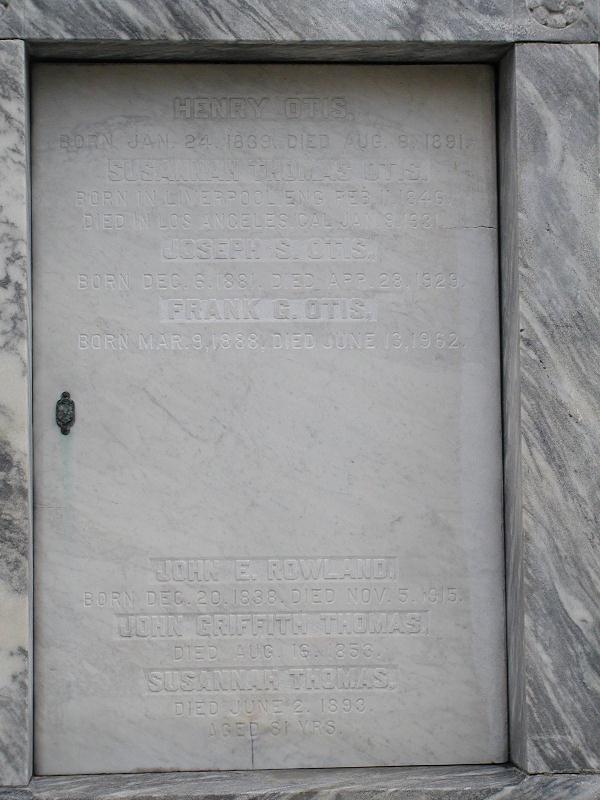 HENRY OTIS.
BORN JAN. 24. 1839. DIED AUG. 8. 1891.
SUSANNAH THOMAS OTIS.
BORN IN LIVERPOOL ENG. FEB. 11. 1846.
DIED IN LOS ANGELES CAL. JAN. 9. 1921.
JOSEPH S. OTIS.
BORN DEC. 6. 1881. DIED APR. 28. 1929.
FRANK G. OTIS.
BORN MAR. 9, 1888. DIED JUNE 13, 1962.
JOHN E. ROWLAND.
BORN DEC. 20. 1838. DIED NOV. 5. 1915.
JOHN GRIFFITH THOMAS.
DIED AUG. 16. 1853.
SUSANNAH THOMAS.
DIED JUNE 2. 1893.
AGED 81 YRS.